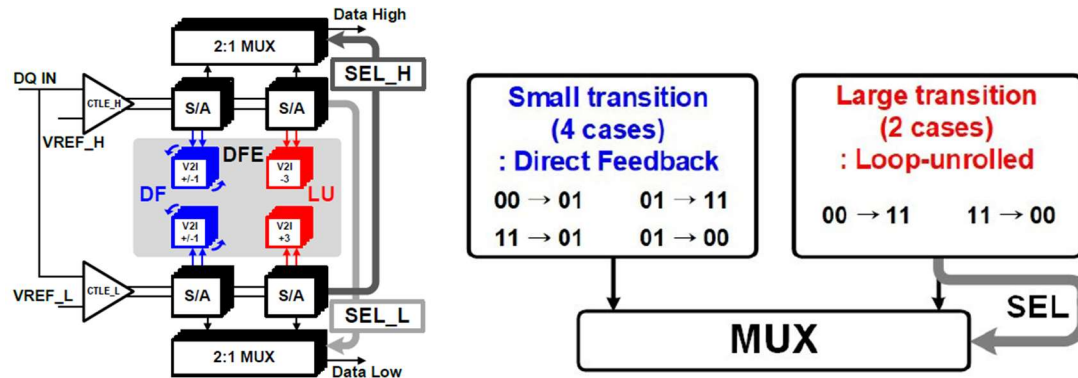 Data High
2:1 MUX
SEL_H
DQ IN
CTLE_H
S/A
S/A
VREF_H
DFE
V2I
+/-1
V2I
-3
DF
LU
V2I
+/-1
V2I
+3
VREF_L
CTLE_L
S/A
S/A
SEL_L
2:1 MUX
Data Low
Small transition
(4 cases)
: Direct Feedback
00 → 01 01 → 11
11 → 01 01 → 00
Large transition
(2 cases)
: Loop-unrolled
00 → 11 11 → 00
SEL
MUX